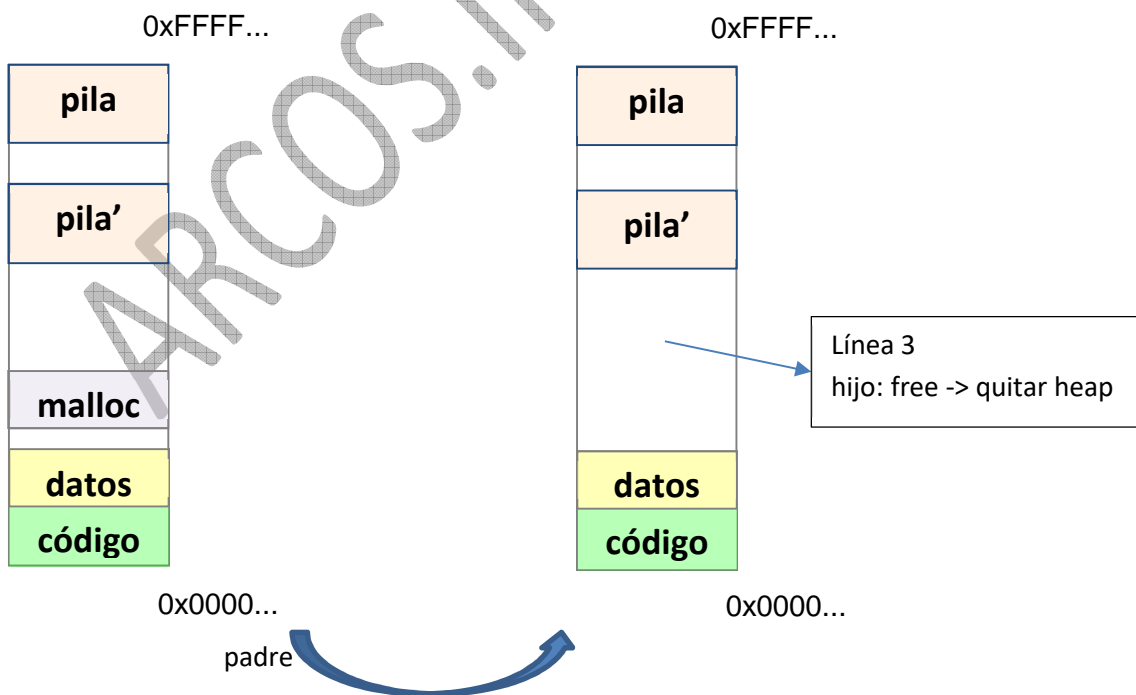 0xFFFF...
pila
pila’
malloc
datos
código
0x0000...
padre
0xFFFF...
pila
pila’
datos
código
0x0000...
Línea 3
hijo: free -> quitar heap